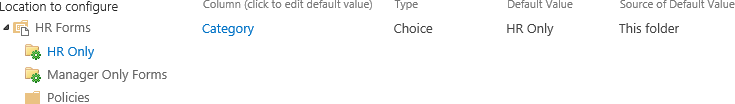 Location to configure Column (click to edit default value) Type Default Value Source of Default Value
HR Forms Category Choice HR Only This folder
HR Only
Manager Only Forms
Policies